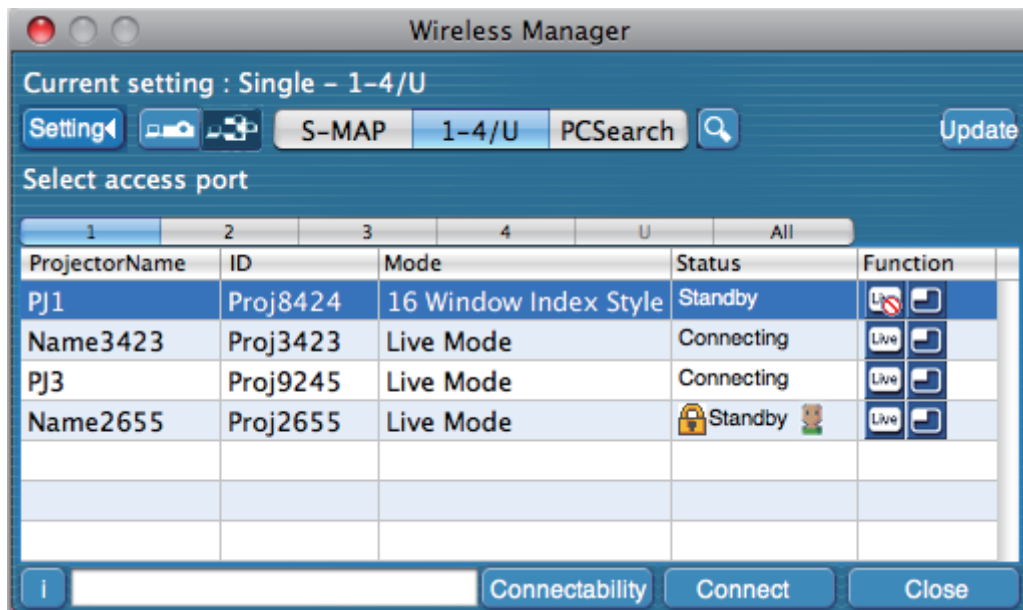 Wireless Manager
Current setting : Single – 1–4/U
Setting S-MAP 1-4/U PCSearch Update
Select access port
1 2 3 4 U All
ProjectorName ID Mode Status Function
PJ1 Proj8424 16 Window Index Style Standby Live
Name3423 Proj3423 Live Mode Connecting Live
PJ3 Proj9245 Live Mode Connecting Live
Name2655 Proj2655 Live Mode Standby Live
i Connectability Connect Close